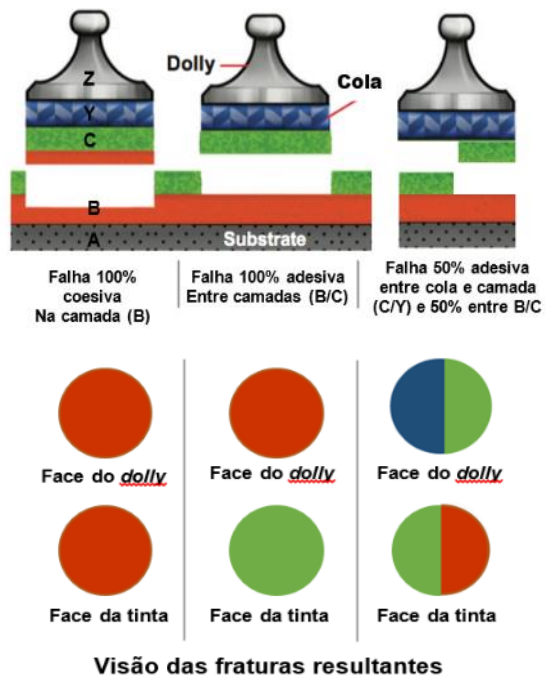 Z
Dolly
Cola
Y
C
B
A
Substrate
Falha 100%
coesiva
Na camada (B)
Falha 100% adesiva
Entre camadas (B/C)
Falha 50% adesiva
entre cola e camada
(C/Y) e 50% entre B/C
Face do dolly
Face do dolly
Face do dolly
Face da tinta
Face da tinta
Face da tinta
Visão das fraturas resultantes